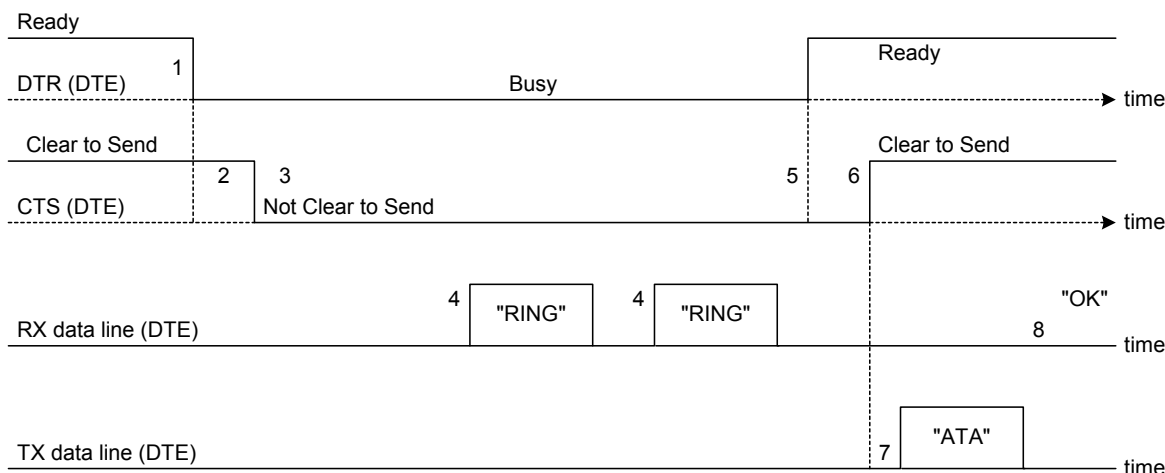 Ready
1
Ready
DTR (DTE)
Busy
time
Clear to Send
Clear to Send
2
3
5
6
CTS (DTE)
Not Clear to Send
time
4
"RING"
4
"RING"
"OK"
RX data line (DTE)
8
time
"ATA"
TX data line (DTE)
7
time